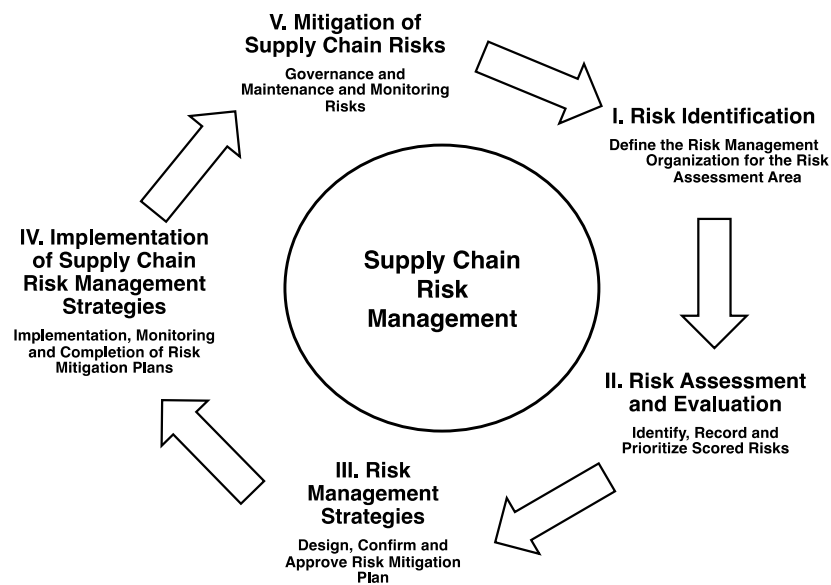 V. Mitigation of
Supply Chain Risks
Governance and
Maintenance and Monitoring
Risks
I. Risk Identification
Define the Risk Management
Organization for the Risk
Assessment Area
Supply Chain
Risk
Management
IV. Implementation
of Supply Chain
Risk Management
Strategies
Implementation, Monitoring
and Completion of Risk
Mitigation Plans
II. Risk Assessment
and Evaluation
Identify, Record and
Prioritize Scored Risks
III. Risk
Management
Strategies
Design, Confirm and
Approve Risk Mitigation
Plan